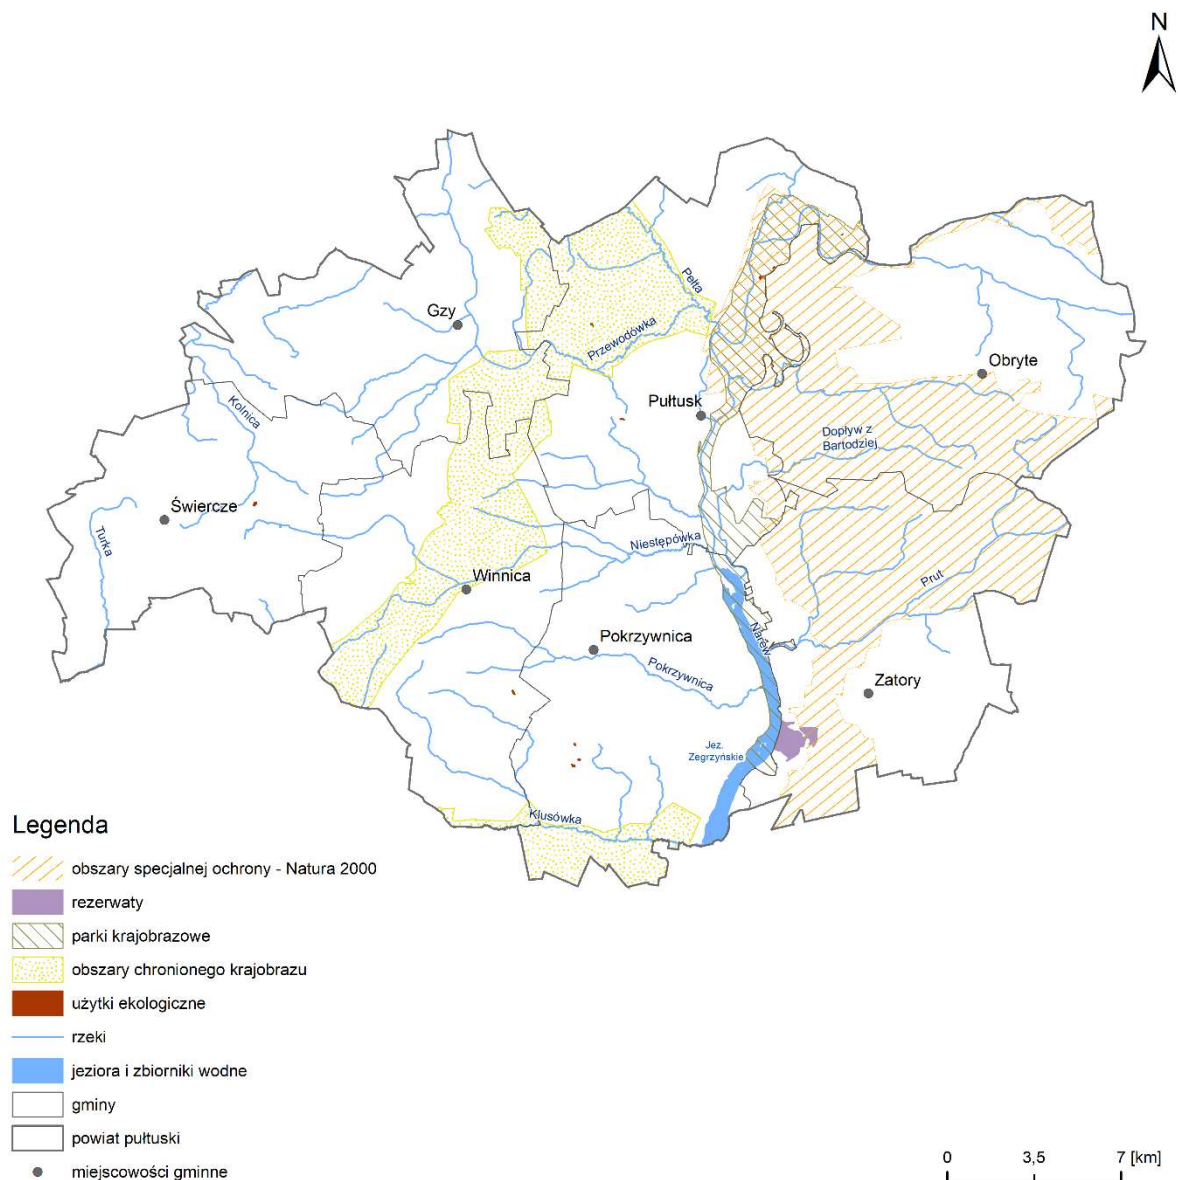 N
Pełta
Gzy
Przewodówka
Obryte
Kolnica
Pułtusk
Dopływ z
Bartodziej
Świercze
Turka
Niestępówka
Winnica
Prut
Narew
Pokrzywnica
Pokrzywnica
Zatory
Jez.
Zegrzyńskie
Klusówka
Legenda
obszary specjalnej ochrony - Natura 2000
rezerwaty
parki krajobrazowe
obszary chronionego krajobrazu
użytki ekologiczne
rzeki
jeziora i zbiorniki wodne
gminy
powiat pułtuski
miejscowości gminne
0 3,5 7 [km]